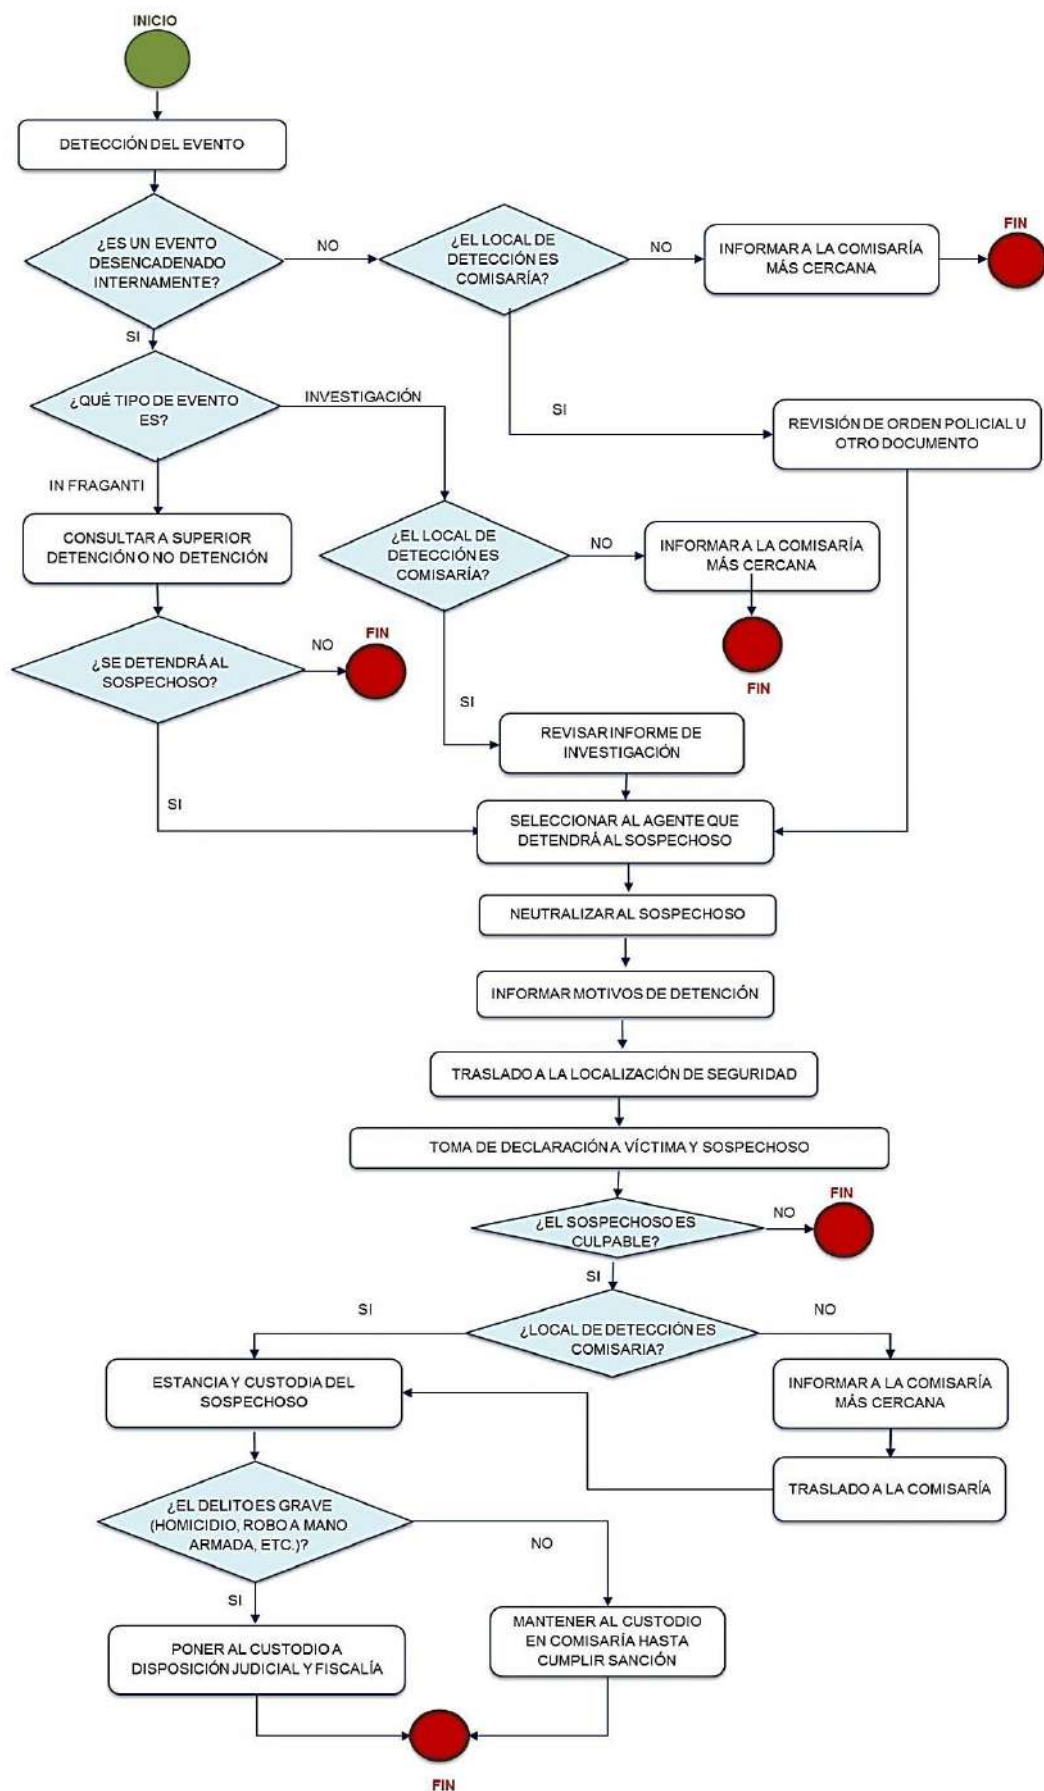 INICIO
DETECCIÓN DEL EVENTO
¿ES UN EVENTO
DESENCADENADO
INTERNAMENTE?
NO
¿EL LOCAL DE
DETECCIÓN ES
COMISARÍA?
NO
INFORMAR A LA COMISARÍA
MÁS CERCANA
FIN
SI
¿QUÉ TIPO DE EVENTO
ES?
INVESTIGACIÓN
SI
REVISIÓN DE ORDEN POLICIAL U
OTRO DOCUMENTO
IN FRAGANTI
CONSULTAR A SUPERIOR
DETENCIÓN O NO DETENCIÓN
¿EL LOCAL DE
DETECCIÓN ES
COMISARÍA?
NO
INFORMAR A LA COMISARÍA
MÁS CERCANA
FIN
¿SE DETENDRÁ AL
SOSPECHOSO?
NO
FIN
SI
REVISAR INFORME DE
INVESTIGACIÓN
SI
SELECCIONAR AL AGENTE QUE
DETENDRÁ AL SOSPECHOSO
NEUTRALIZAR AL SOSPECHOSO
INFORMAR MOTIVOS DE DETENCIÓN
TRASLADO A LA LOCALIZACIÓN DE SEGURIDAD
TOMA DE DECLARACIÓN A VÍCTIMA Y SOSPECHOSO
¿EL SOSPECHOSO ES
CULPABLE?
NO
FIN
SI
¿LOCAL DE DETECCIÓN ES
COMISARIA?
SI
NO
ESTANCIA Y CUSTODIA DEL
SOSPECHOSO
INFORMAR A LA COMISARÍA
MÁS CERCANA
TRASLADO A LA COMISARÍA
¿EL DELITO ES GRAVE
(HOMICIDIO, ROBO A MANO
ARMADA, ETC.)?
NO
SI
PONER AL CUSTODIO A
DISPOSICIÓN JUDICIAL Y FISCALÍA
MANTENER AL CUSTODIO
EN COMISARÍA HASTA
CUMPLIR SANCIÓN
FIN